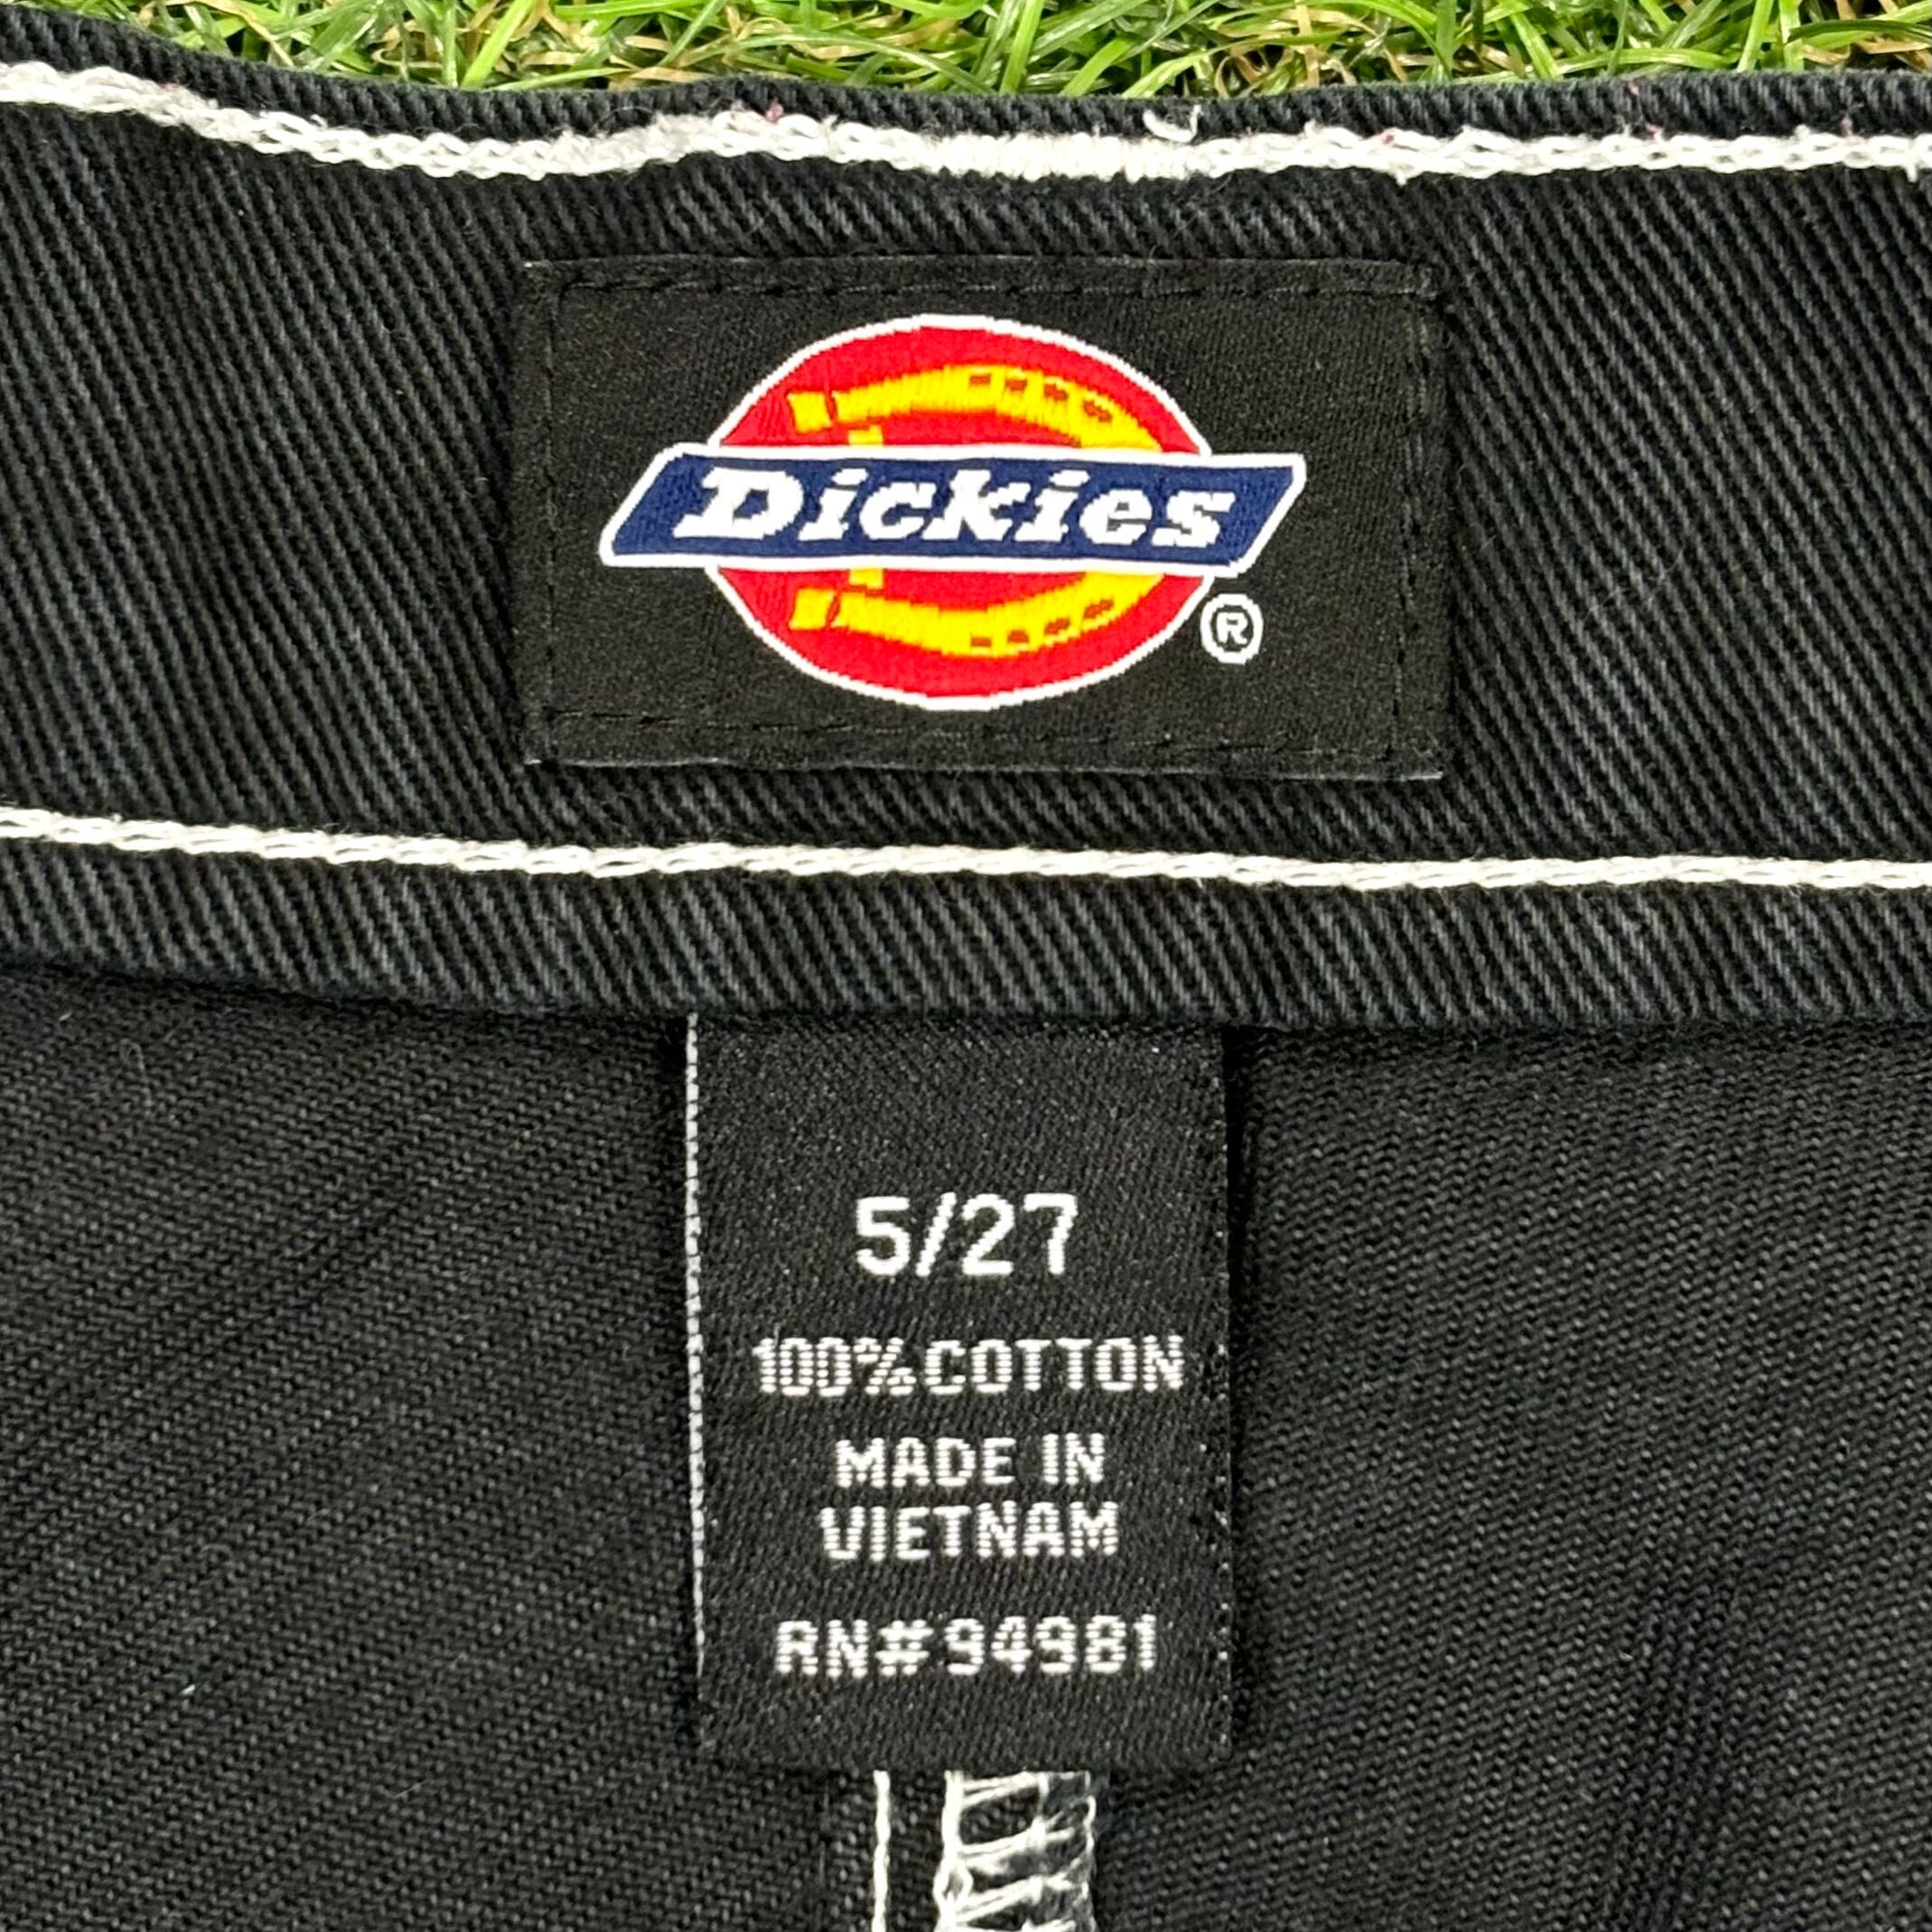 Dickies
®
5/27
100% COTTON
MADE IN
VIETNAM
RN#94981